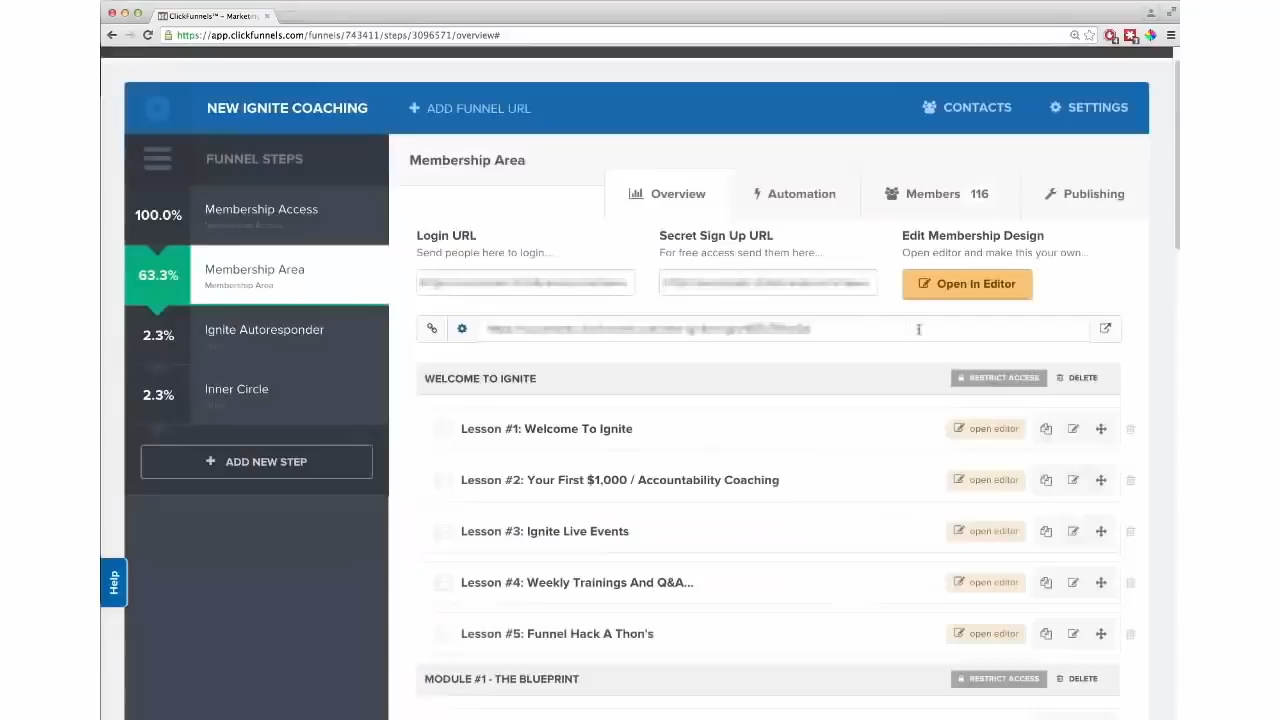 ClickFunnels™ – Marketin
https://app.clickfunnels.com/funnels/743411/steps/3096571/overview#
NEW IGNITE COACHING
ADD FUNNEL URL
CONTACTS
SETTINGS
FUNNEL STEPS
100.0%
Membership Access
Membership Access
63.3%
Membership Area
Membership Area
2.3%
Ignite Autoresponder
2.3%
Inner Circle
ADD NEW STEP
Help
Membership Area
Overview
Automation
Members 116
Publishing
Login URL
Send people here to login...
Secret Sign Up URL
For free access send them here...
Edit Membership Design
Open editor and make this your own...
Open In Editor
WELCOME TO IGNITE
RESTRICT ACCESS
DELETE
Lesson #1: Welcome To Ignite
open editor
Lesson #2: Your First $1,000 / Accountability Coaching
open editor
Lesson #3: Ignite Live Events
open editor
Lesson #4: Weekly Trainings And Q&A...
open editor
Lesson #5: Funnel Hack A Thon's
open editor
MODULE #1 - THE BLUEPRINT
RESTRICT ACCESS
DELETE